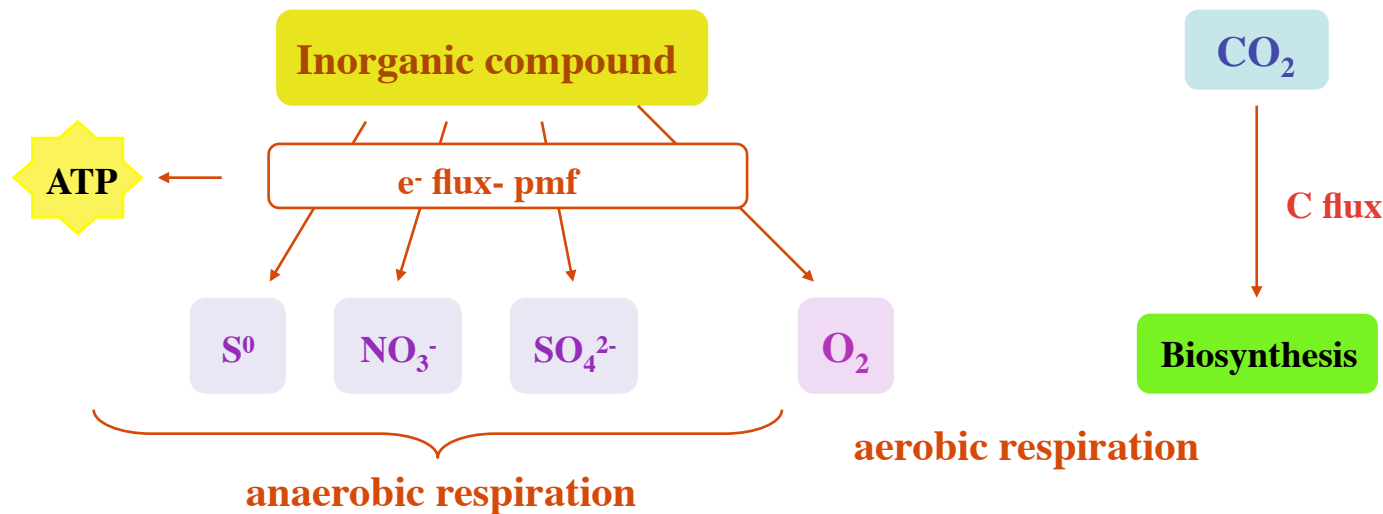 Inorganic compound
CO₂
ATP
e⁻ flux- pmf
C flux
S⁰
NO₃⁻
SO₄²⁻
O₂
Biosynthesis
aerobic respiration
anaerobic respiration